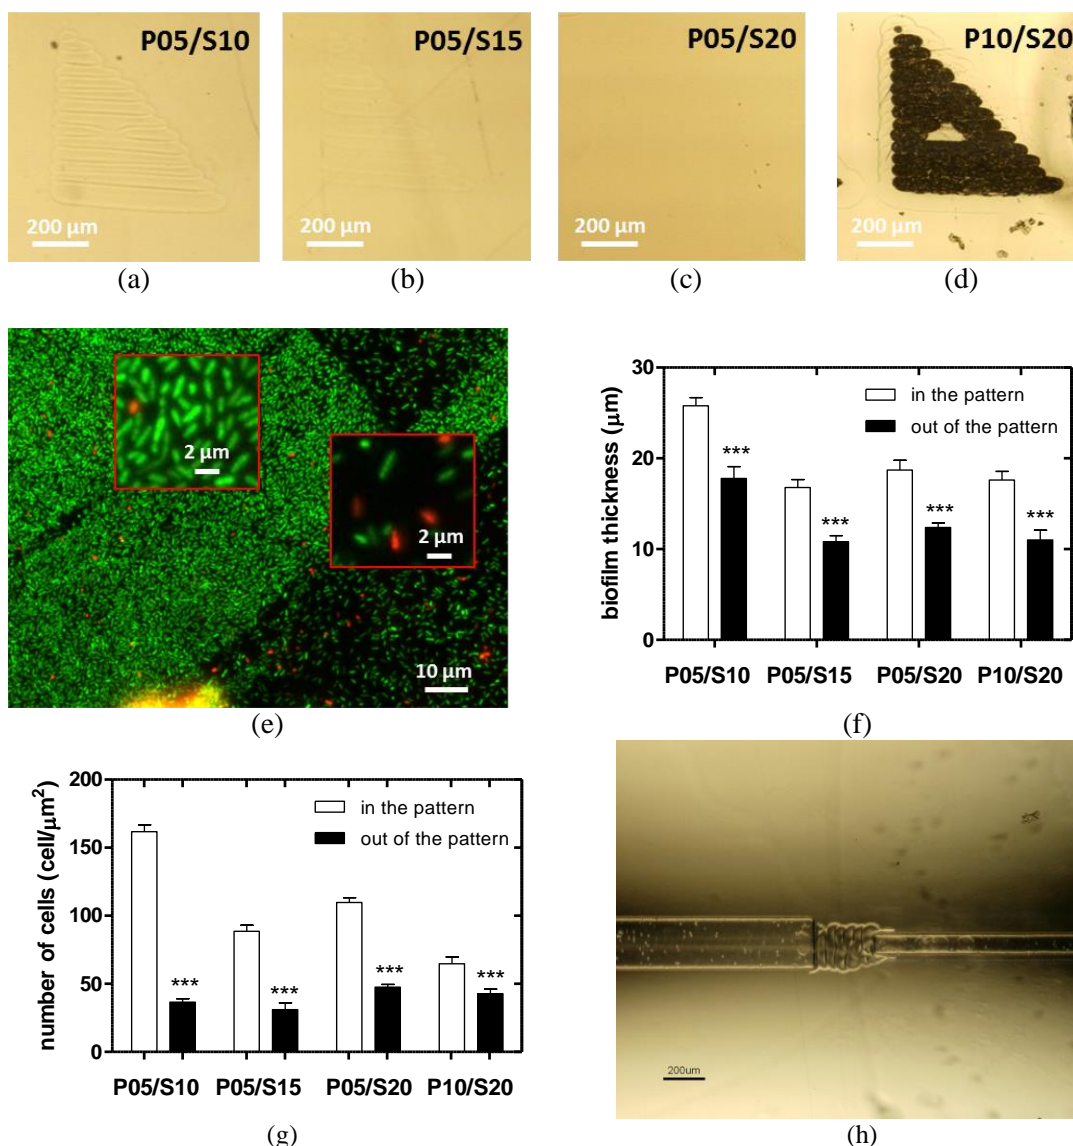 P05/S10 P05/S15 P05/S20 P10/S20
200 µm 200 µm 200 µm 200 µm
(a) (b) (c) (d)
2 µm
2 µm
10 µm
(e)
30
20
10
0
biofilm thickness (µm)
in the pattern
out of the pattern
*** *** *** ***
P05/S10 P05/S15 P05/S20 P10/S20
(f)
200
150
100
50
0
number of cells (cell/µm²)
in the pattern
out of the pattern
*** *** *** ***
P05/S10 P05/S15 P05/S20 P10/S20
(g)
200um
(h)